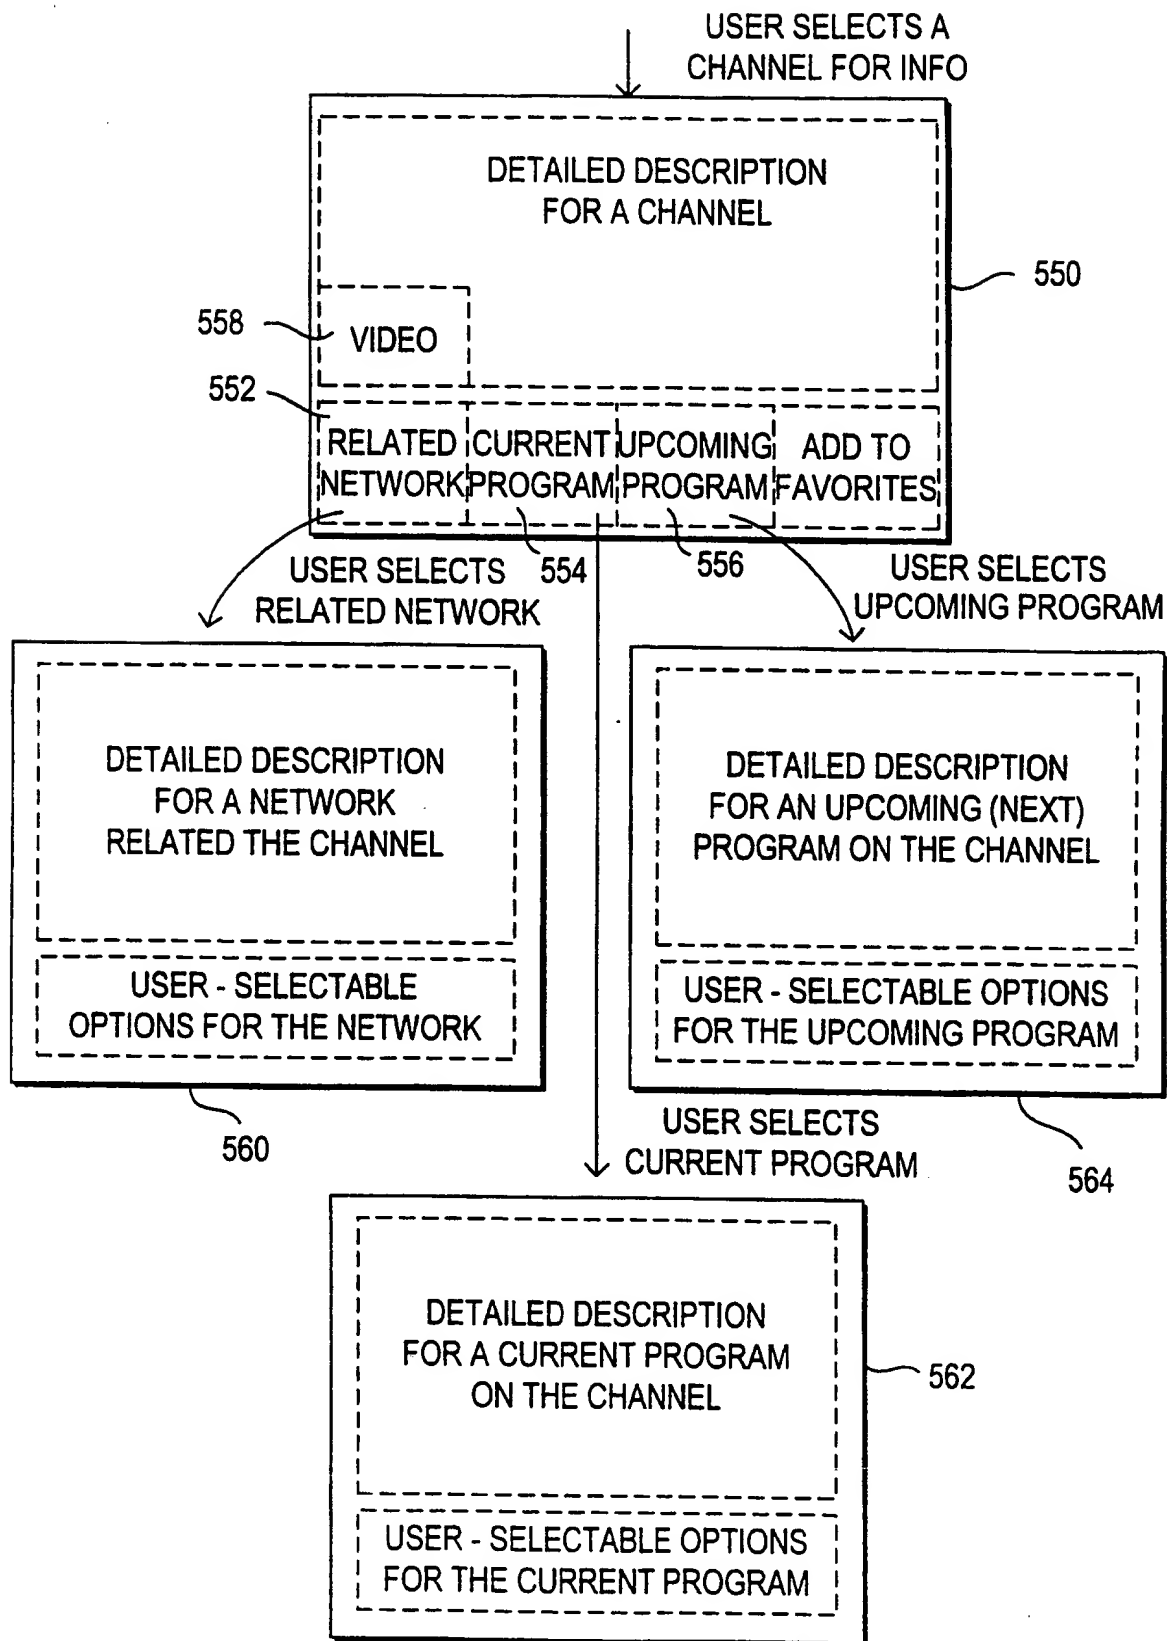 USER SELECTS A
CHANNEL FOR INFO
DETAILED DESCRIPTION
FOR A CHANNEL
550
558
VIDEO
552
RELATED
NETWORK
CURRENT
PROGRAM
UPCOMING
PROGRAM
ADD TO
FAVORITES
554
556
USER SELECTS
RELATED NETWORK
USER SELECTS
UPCOMING PROGRAM
DETAILED DESCRIPTION
FOR A NETWORK
RELATED THE CHANNEL
USER - SELECTABLE
OPTIONS FOR THE NETWORK
560
DETAILED DESCRIPTION
FOR AN UPCOMING (NEXT)
PROGRAM ON THE CHANNEL
USER - SELECTABLE OPTIONS
FOR THE UPCOMING PROGRAM
564
USER SELECTS
CURRENT PROGRAM
DETAILED DESCRIPTION
FOR A CURRENT PROGRAM
ON THE CHANNEL
562
USER - SELECTABLE OPTIONS
FOR THE CURRENT PROGRAM